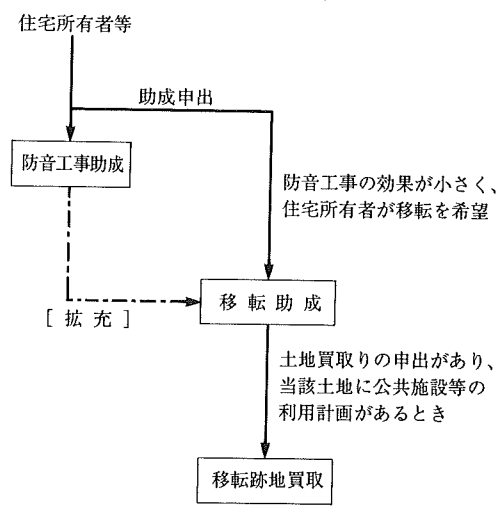 住宅所有者等
助成申出
防音工事助成
防音工事の効果が小さく、
住宅所有者が移転を希望
移転助成
[拡充]
土地買取りの申出があり、
当該土地に公共施設等の
利用計画があるとき
移転跡地買取